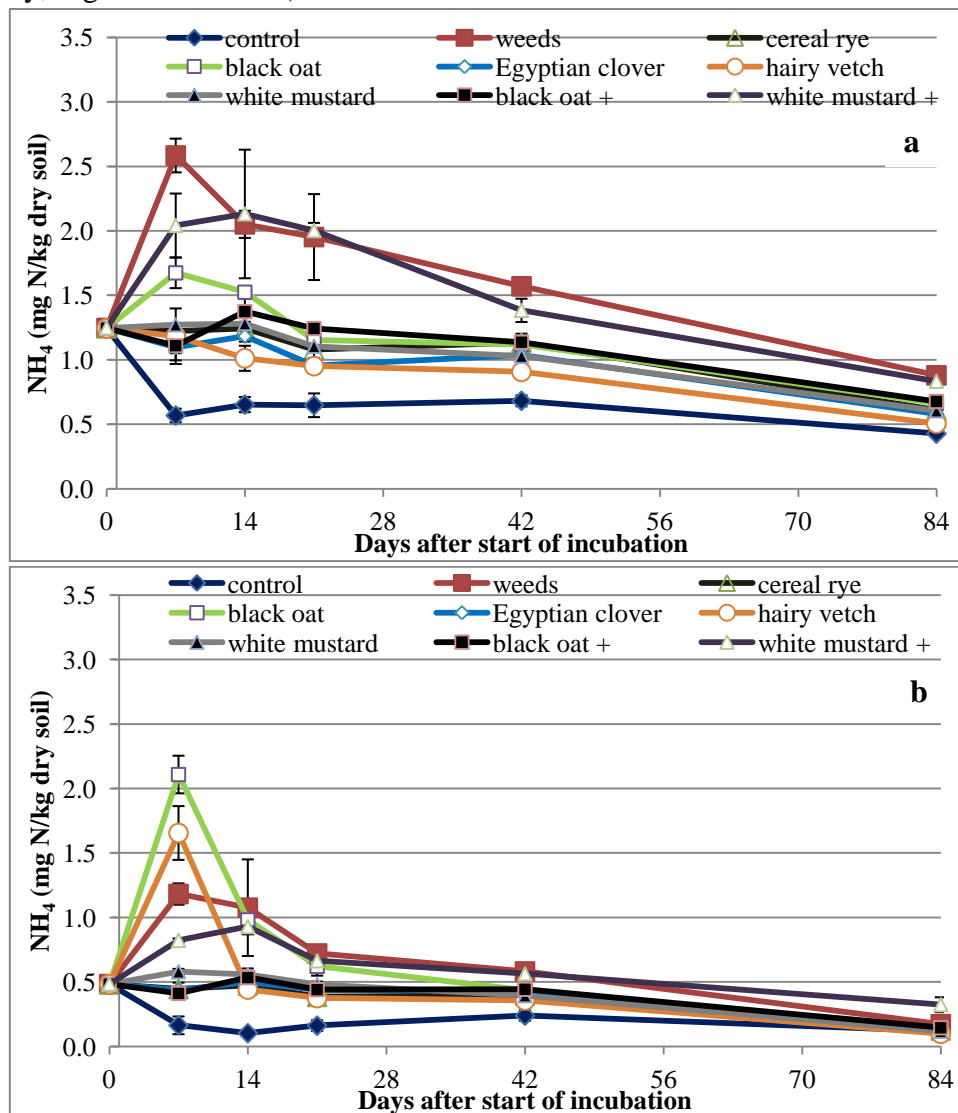 control weeds cereal rye
black oat Egyptian clover hairy vetch
white mustard black oat + white mustard +
a
3.5
3.0
2.5
2.0
1.5
1.0
0.5
0.0
NH4 (mg N/kg dry soil)
0 14 28 42 56 70 84
Days after start of incubation
control weeds cereal rye
black oat Egyptian clover hairy vetch
white mustard black oat + white mustard +
b
3.5
3.0
2.5
2.0
1.5
1.0
0.5
0.0
NH4 (mg N/kg dry soil)
0 14 28 42 56 70 84
Days after start of incubation